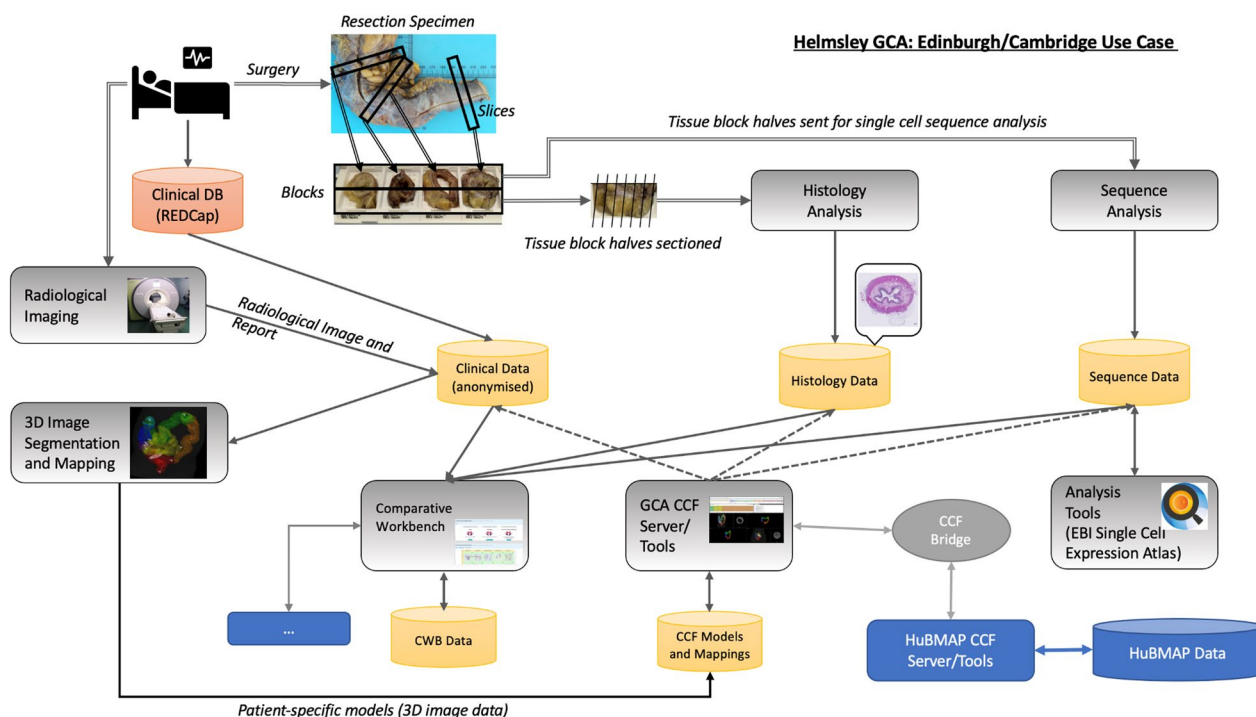 Resection Specimen
Helmsley GCA: Edinburgh/Cambridge Use Case
Surgery
Slices
Tissue block halves sent for single cell sequence analysis
Clinical DB
(REDCap)
Blocks
Histology
Analysis
Sequence
Analysis
Tissue block halves sectioned
Radiological
Imaging
Radiological Image and
Report
Clinical Data
(anonymised)
Histology Data
Sequence Data
3D Image
Segmentation
and Mapping
Comparative
Workbench
GCA CCF
Server/
Tools
CCF
Bridge
Analysis
Tools
(EBI Single Cell
Expression Atlas)
...
CWB Data
CCF Models
and Mappings
HuBMAP CCF
Server/Tools
HuBMAP Data
Patient-specific models (3D image data)